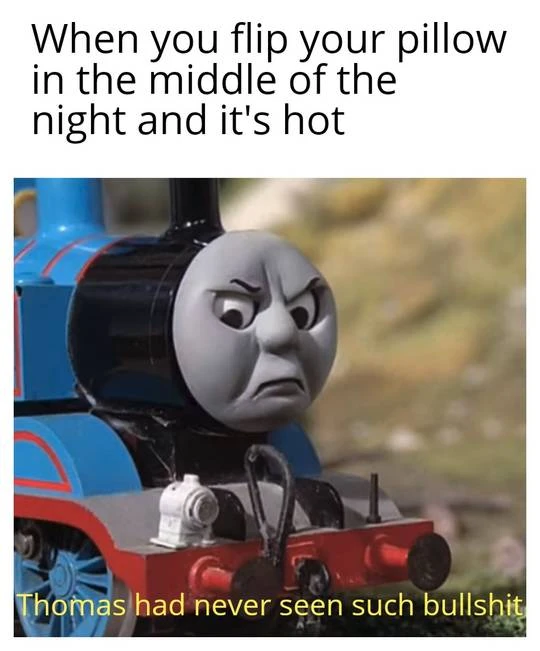 When you flip your pillow
in the middle of the
night and it's hot
Thomas had never seen such bullshit